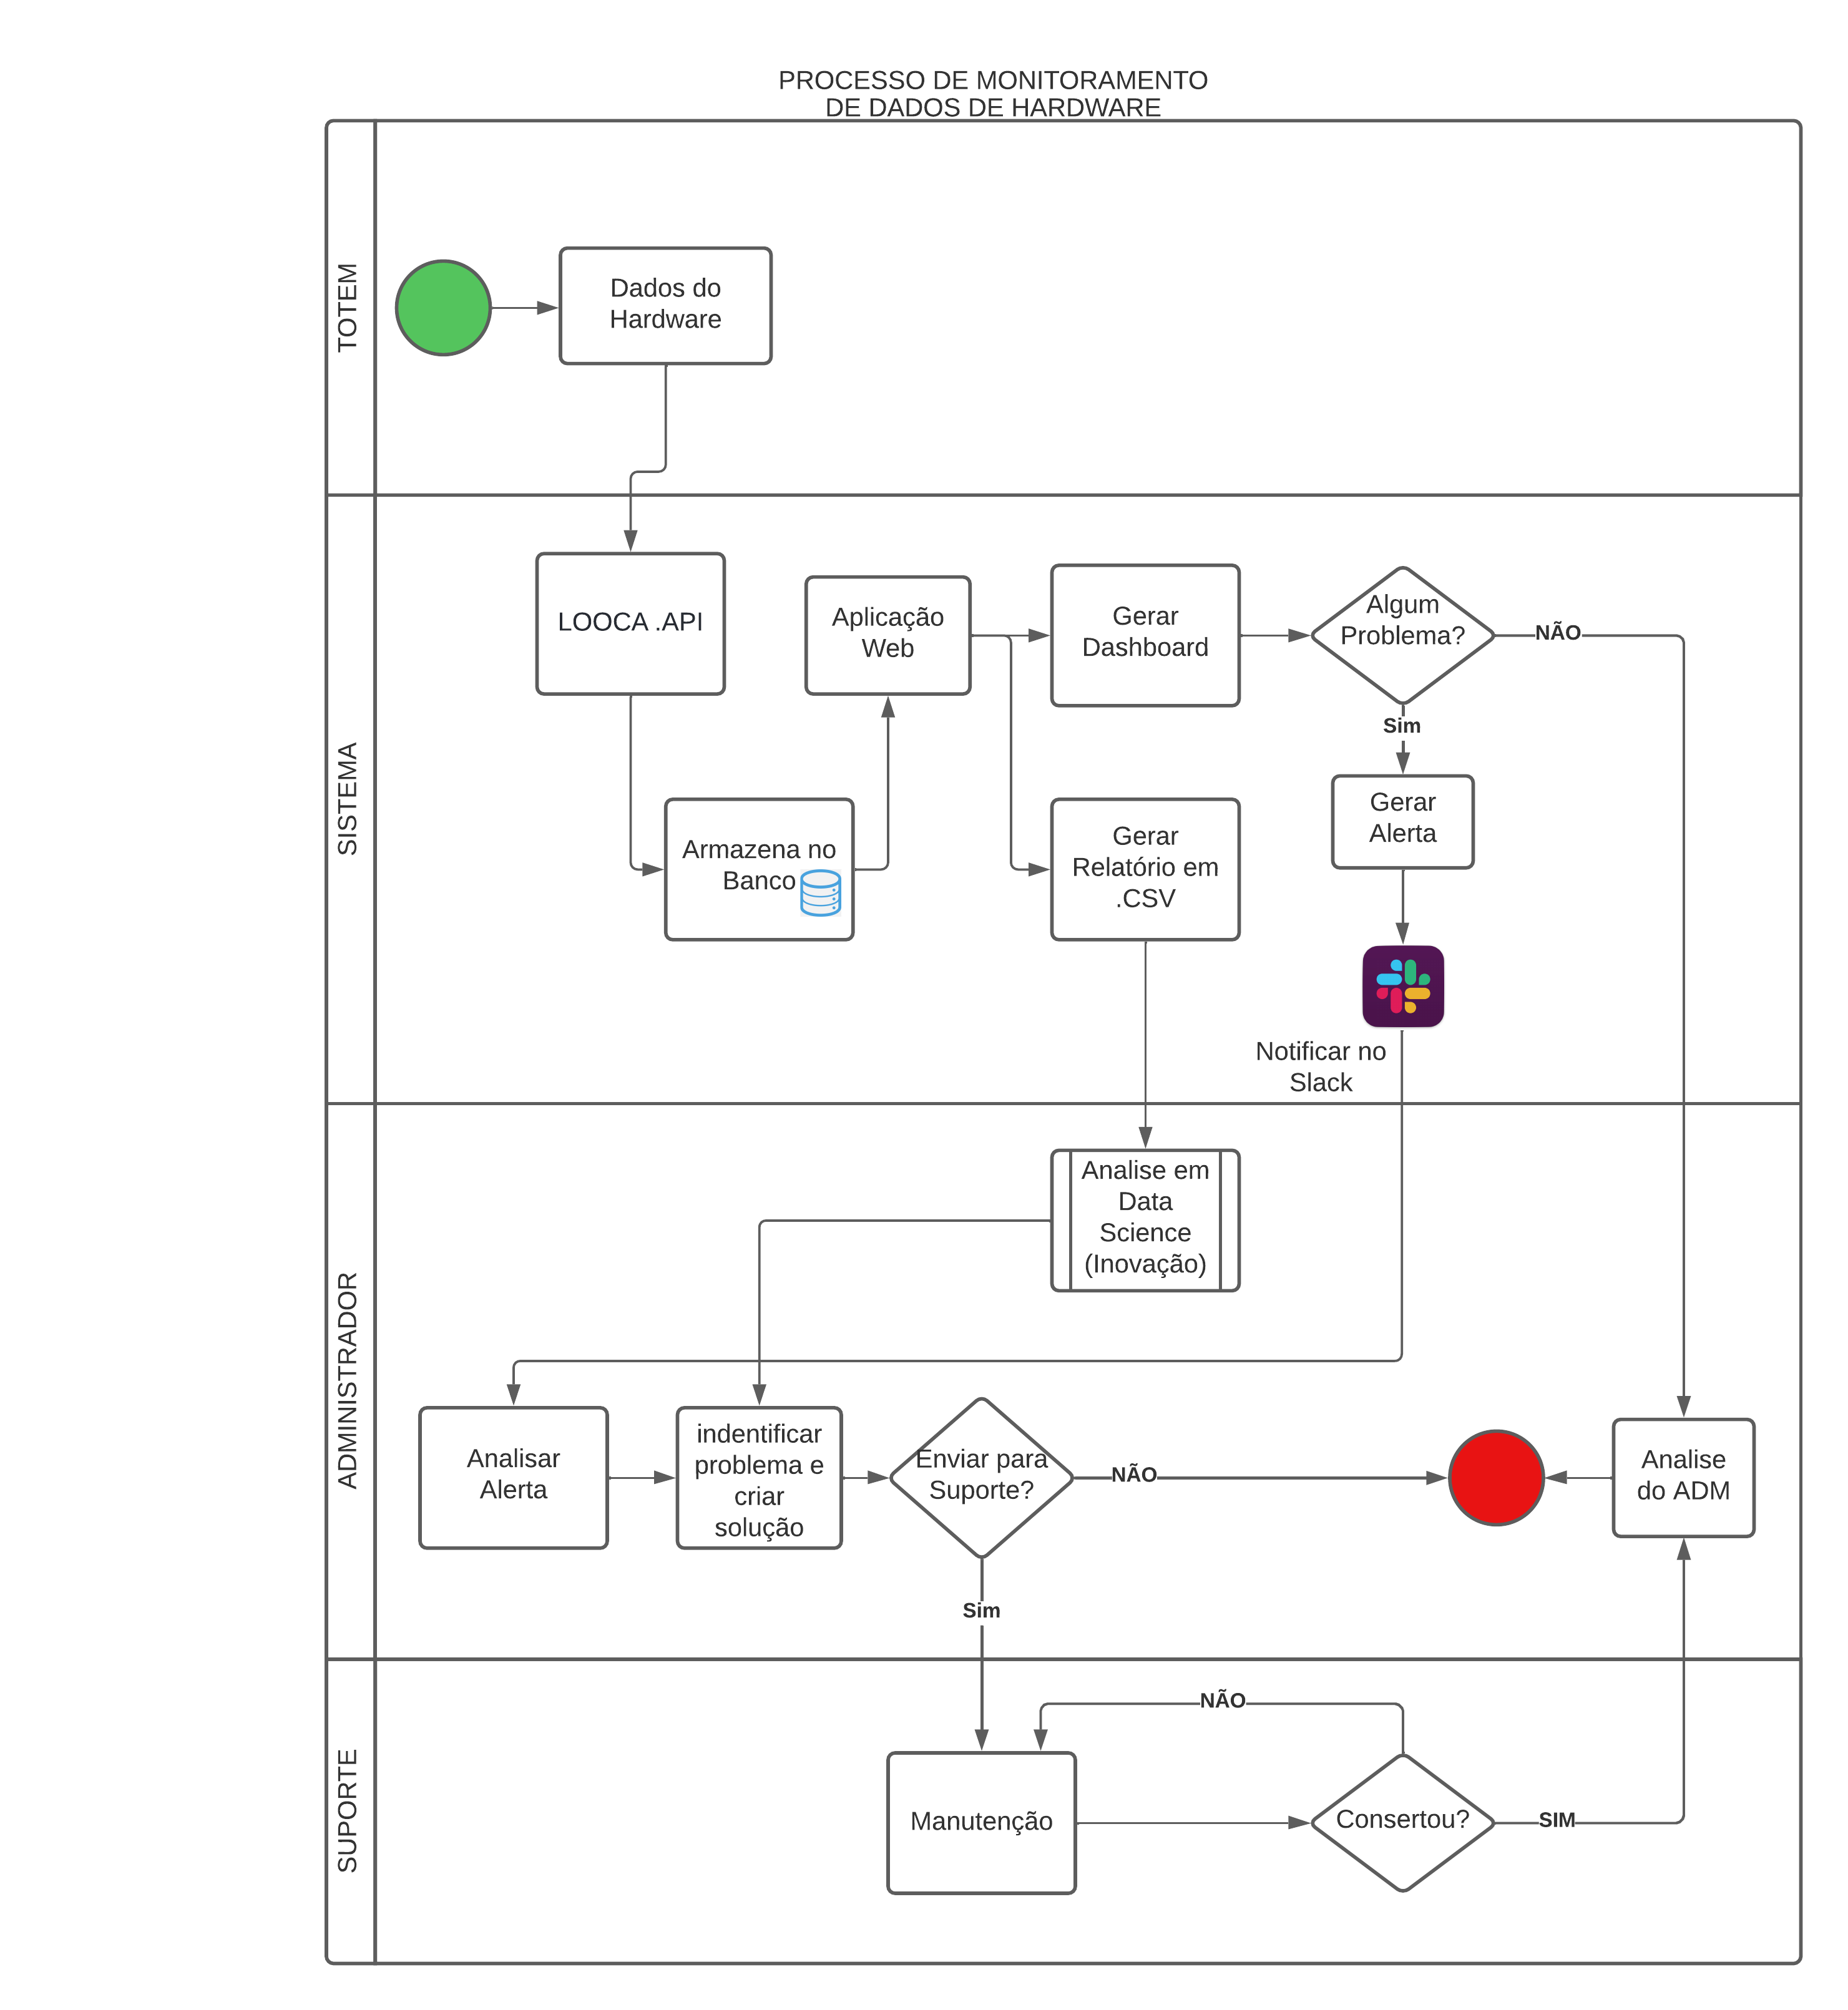 PROCESSO DE MONITORAMENTO
DE DADOS DE HARDWARE
TOTEM
Dados do
Hardware
SISTEMA
LOOCA .API
Armazena no
Banco
Aplicação
Web
Gerar
Dashboard
Gerar
Relatório em
.CSV
Algum
Problema?
NÃO
Sim
Gerar
Alerta
Notificar no
Slack
ADMINISTRADOR
Analise em
Data
Science
(Inovação)
Analisar
Alerta
indentificar
problema e
criar
solução
Enviar para
Suporte?
NÃO
Sim
Analise
do ADM
SUPORTE
Manutenção
NÃO
Consertou?
SIM